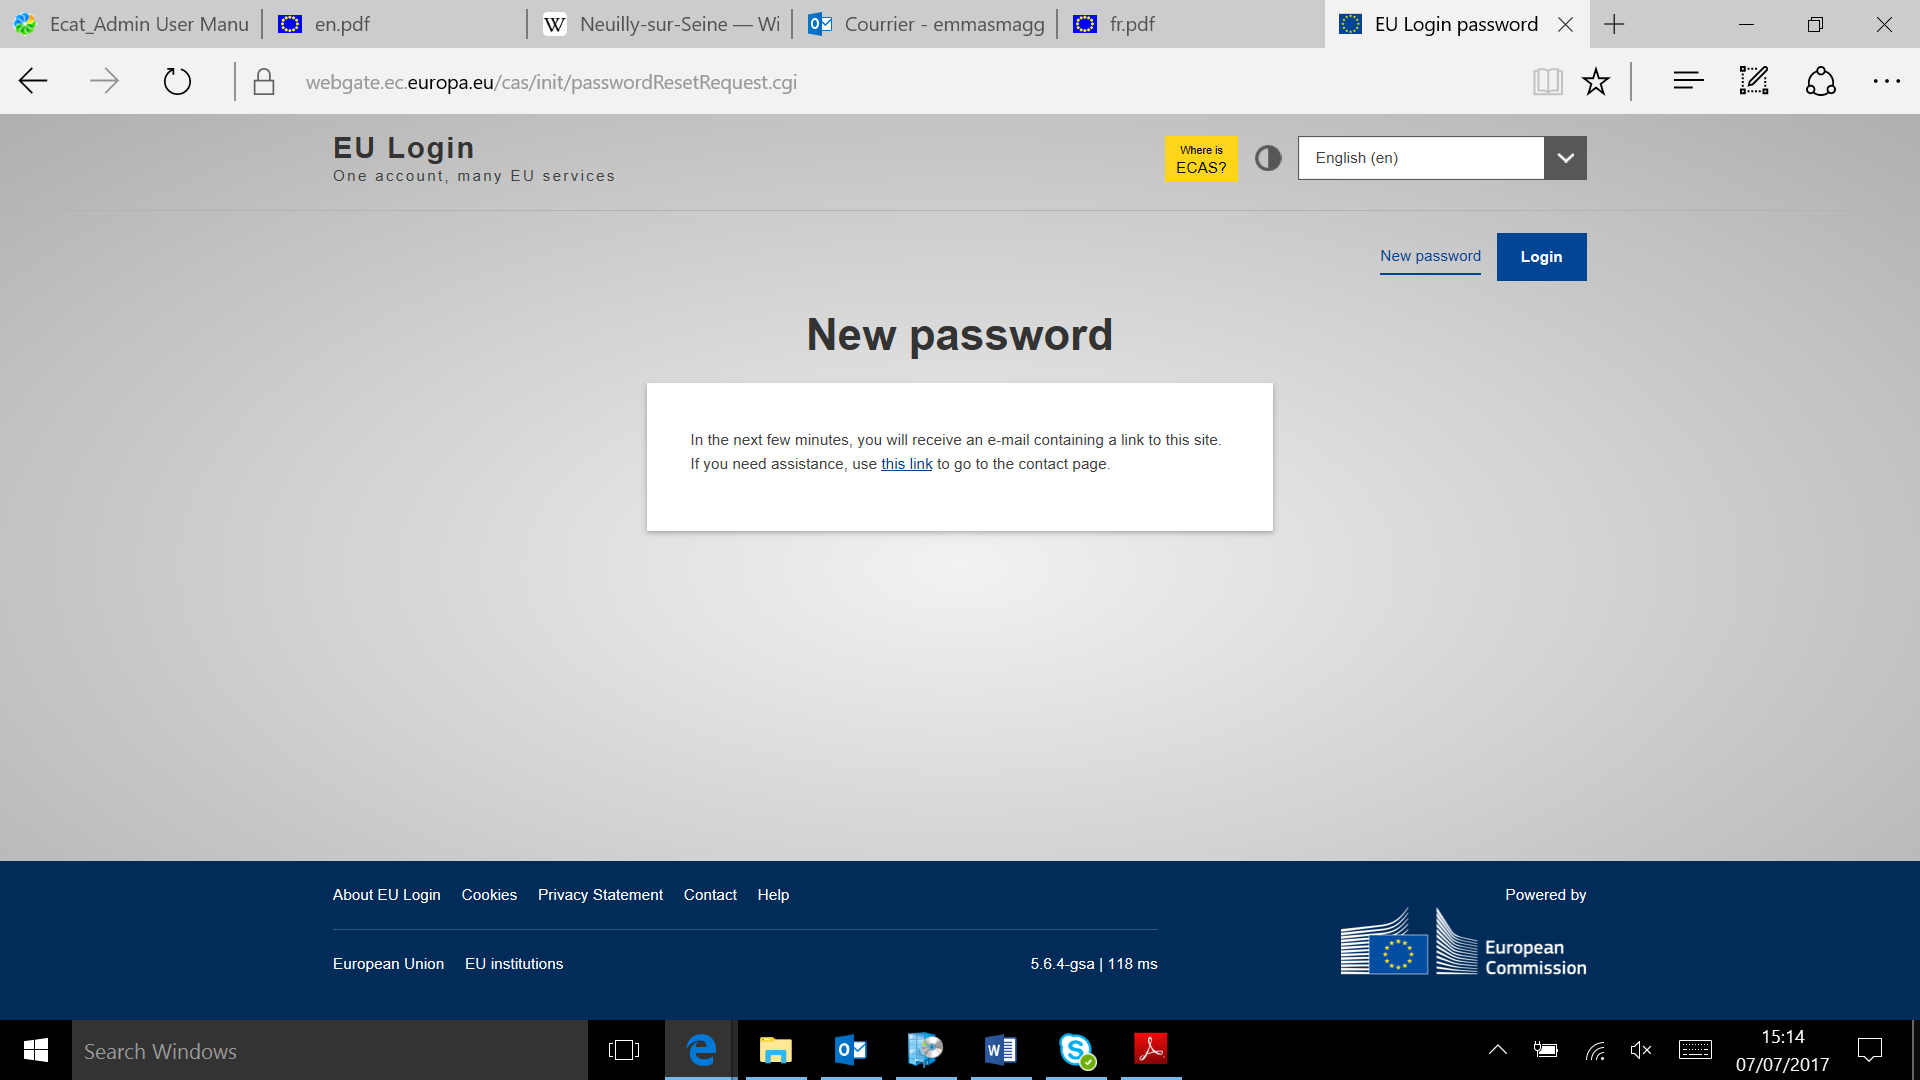 Ecat_Admin User Manu
en.pdf
Neuilly-sur-Seine — Wi
Courrier - emmasmagg
fr.pdf
EU Login password
webgate.ec.europa.eu/cas/init/passwordResetRequest.cgi
EU Login
One account, many EU services
Where is
ECAS?
English (en)
New password
Login
New password
In the next few minutes, you will receive an e-mail containing a link to this site.
If you need assistance, use this link to go to the contact page.
About EU Login Cookies Privacy Statement Contact Help
Powered by
European Union EU institutions
5.6.4-gsa | 118 ms
European
Commission
Search Windows
15:14
07/07/2017